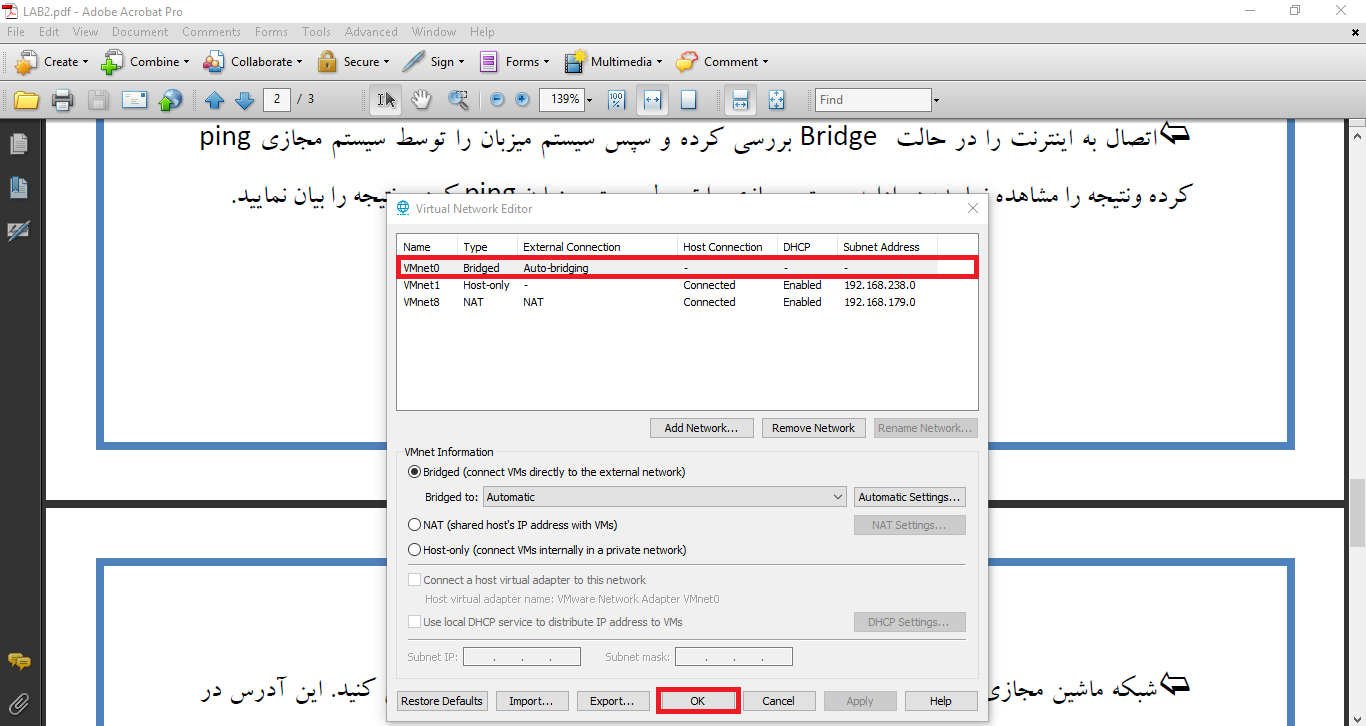 LAB2.pdf - Adobe Acrobat Pro
File Edit View Document Comments Forms Tools Advanced Window Help
Create Combine Collaborate Secure Sign Forms Multimedia Comment
2 / 3 139% Find
اتصال به اینترنت را در حالت Bridge بررسی کرده و سپس سیستم میزبان را توسط سیستم مجازی ping
کرده ونتیجه را مشاهده
نتیجه را بیان نمایید.
Virtual Network Editor
Name Type External Connection Host Connection DHCP Subnet Address
VMnet0 Bridged Auto-bridging - - -
VMnet1 Host-only - Connected Enabled 192.168.238.0
VMnet8 NAT NAT Connected Enabled 192.168.179.0
Add Network... Remove Network Rename Network...
VMnet Information
Bridged (connect VMs directly to the external network)
Bridged to: Automatic Automatic Settings...
NAT (shared host's IP address with VMs) NAT Settings...
Host-only (connect VMs internally in a private network)
Connect a host virtual adapter to this network
Host virtual adapter name: VMware Network Adapter VMnet0
Use local DHCP service to distribute IP address to VMs DHCP Settings...
Subnet IP: . . . Subnet mask: . . .
شبکه ماشین مجازی
کنید. این آدرس در
Restore Defaults Import... Export... OK Cancel Apply Help